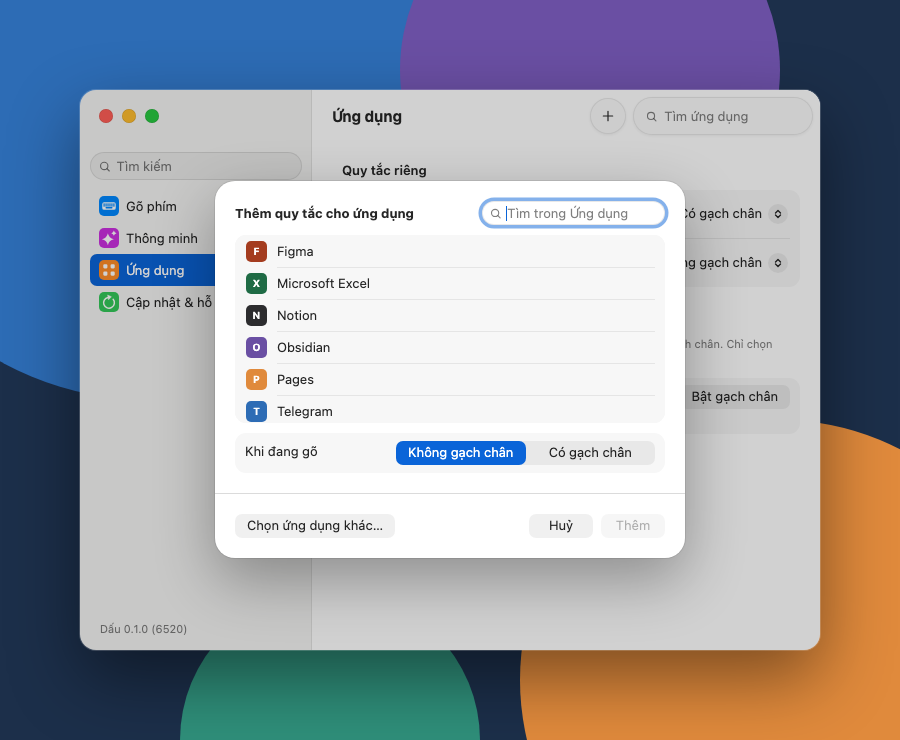 Ứng dụng
Tìm ứng dụng
Tìm kiếm
Quy tắc riêng
Gõ phím
Thông minh
Ứng dụng
Cập nhật & hỗ
Có gạch chân
gạch chân
chân. Chỉ chọn
Bật gạch chân
Dấu 0.1.0 (6520)
Thêm quy tắc cho ứng dụng
Tìm trong Ứng dụng
F Figma
X Microsoft Excel
N Notion
O Obsidian
P Pages
T Telegram
Khi đang gõ
Không gạch chân
Có gạch chân
Chọn ứng dụng khác...
Huỷ
Thêm